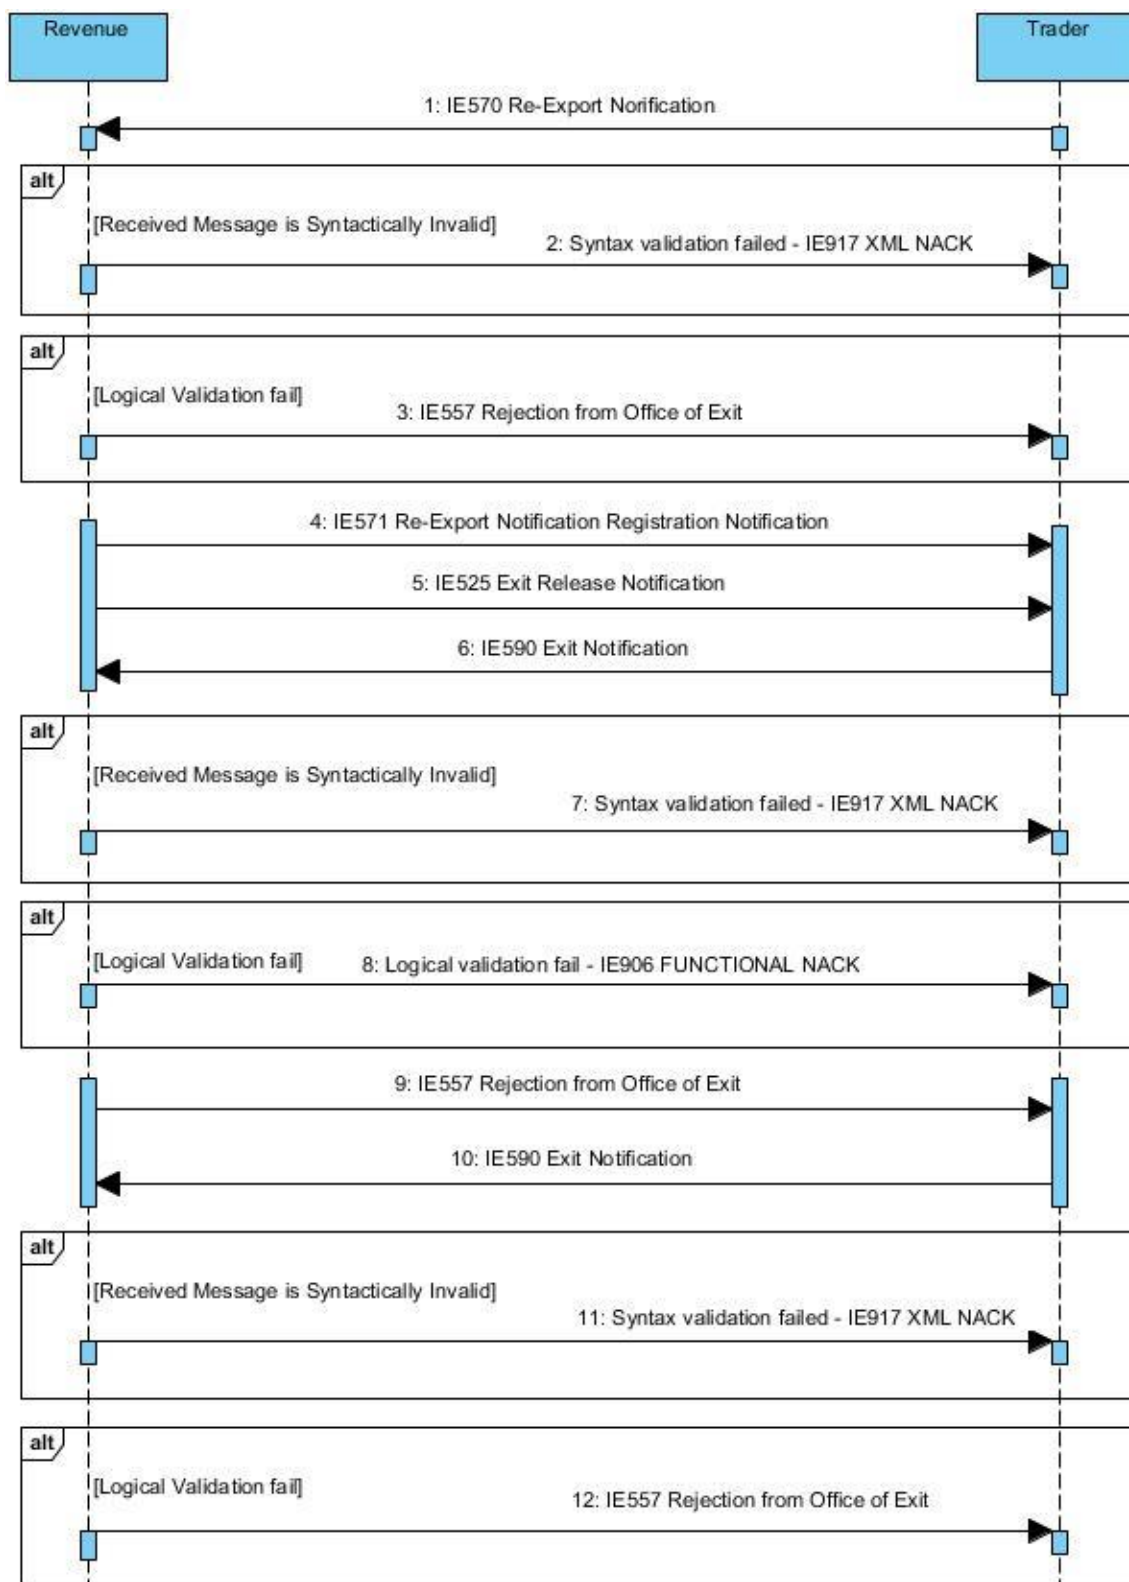 Revenue
Trader
1: IE570 Re-Export Norification
alt
[Received Message is Syntactically Invalid]
2: Syntax validation failed - IE917 XML NACK
alt
[Logical Validation fail]
3: IE557 Rejection from Office of Exit
4: IE571 Re-Export Notification Registration Notification
5: IE525 Exit Release Notification
6: IE590 Exit Notification
alt
[Received Message is Syntactically Invalid]
7: Syntax validation failed - IE917 XML NACK
alt
[Logical Validation fail]
8: Logical validation fail - IE906 FUNCTIONAL NACK
9: IE557 Rejection from Office of Exit
10: IE590 Exit Notification
alt
[Received Message is Syntactically Invalid]
11: Syntax validation failed - IE917 XML NACK
alt
[Logical Validation fail]
12: IE557 Rejection from Office of Exit